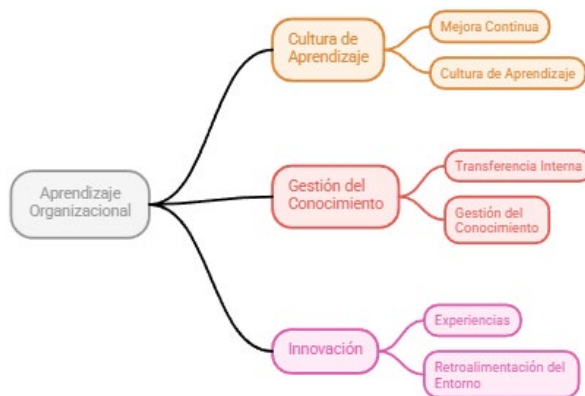 Aprendizaje
Organizacional
Cultura de
Aprendizaje
Mejora Continua
Cultura de Aprendizaje
Gestión del
Conocimiento
Transferencia Interna
Gestión del
Conocimiento
Innovación
Experiencias
Retroalimentación del
Entorno